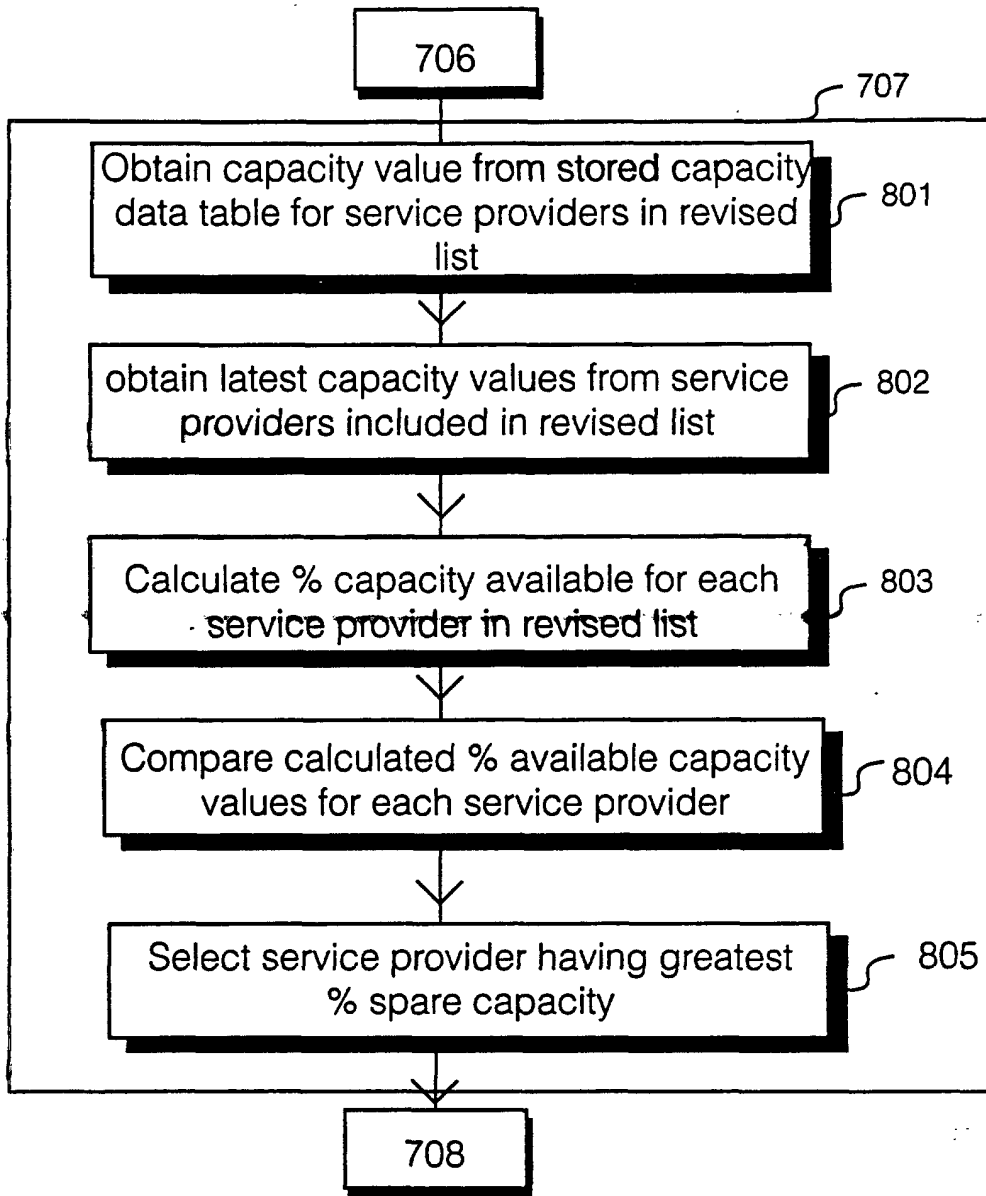 706
707
Obtain capacity value from stored capacity
data table for service providers in revised
list
801
obtain latest capacity values from service
providers included in revised list
802
Calculate % capacity available for each
service provider in revised list
803
Compare calculated % available capacity
values for each service provider
804
Select service provider having greatest
% spare capacity
805
708